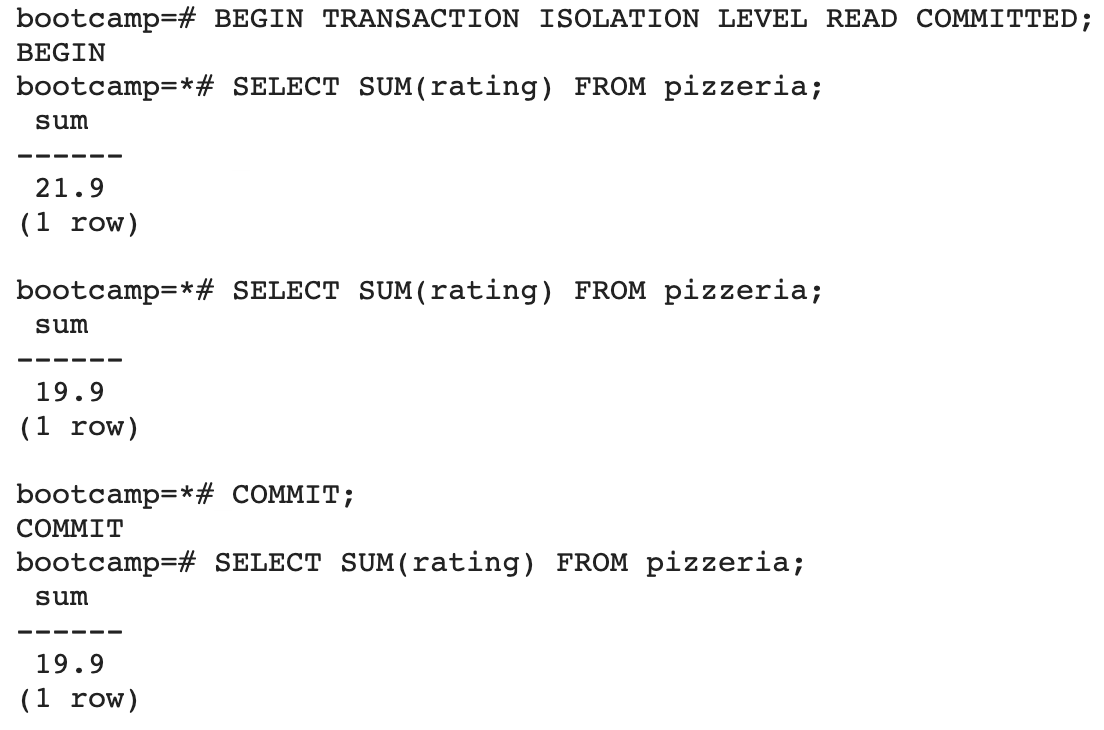 bootcamp=# BEGIN TRANSACTION ISOLATION LEVEL READ COMMITTED;
BEGIN
bootcamp=*# SELECT SUM(rating) FROM pizzeria;
 sum
------
 21.9
(1 row)

bootcamp=*# SELECT SUM(rating) FROM pizzeria;
 sum
------
 19.9
(1 row)

bootcamp=*# COMMIT;
COMMIT
bootcamp=# SELECT SUM(rating) FROM pizzeria;
 sum
------
 19.9
(1 row)